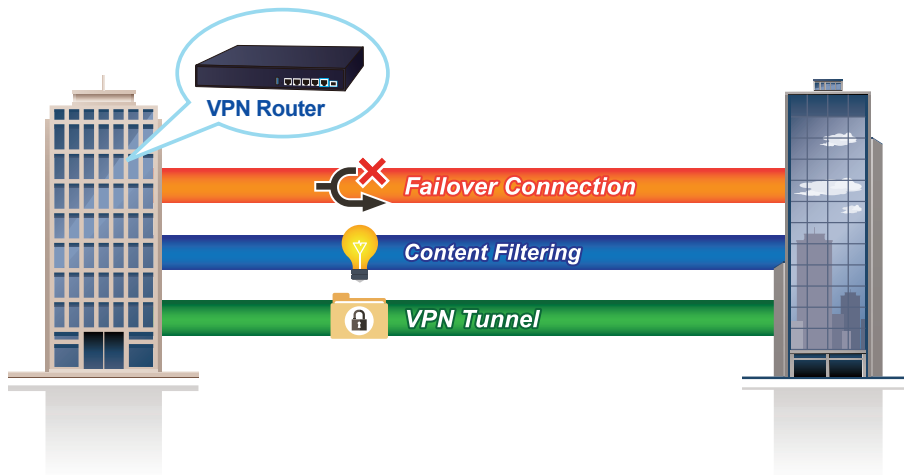 VPN Router
Failover Connection
Content Filtering
VPN Tunnel